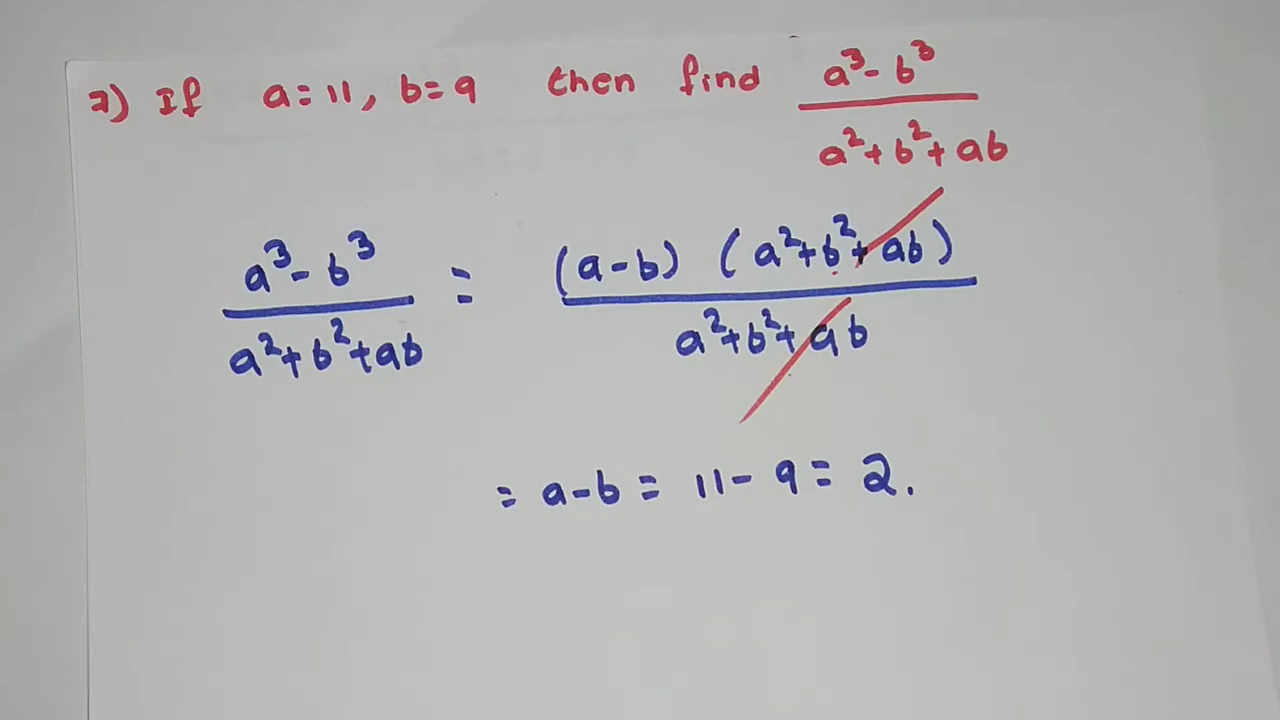 7) If a = 11, b = 9 then find a³ - b³ / a² + b² + ab
a³ - b³ / a² + b² + ab = (a - b) (a² + b² + ab) / a² + b² + ab
= a - b = 11 - 9 = 2.